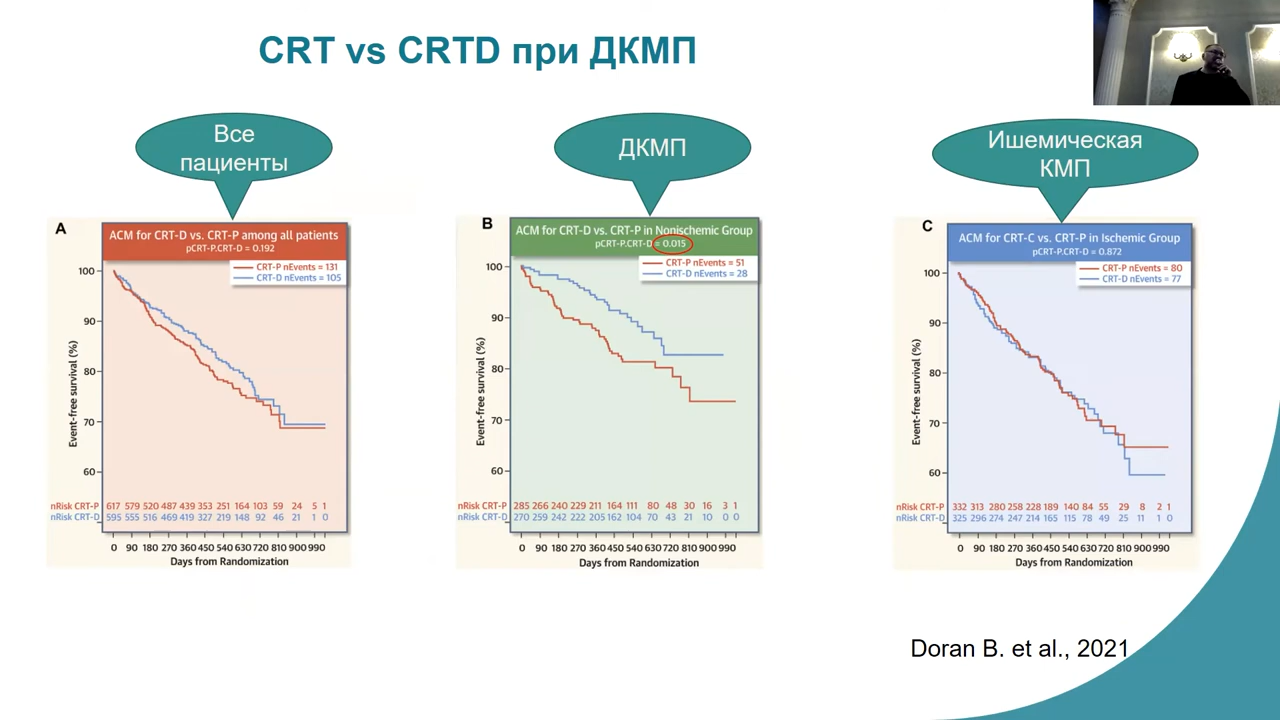 CRT vs CRTD при ДКМП
Все
пациенты
ДКМП
Ишемическая
КМП
A
ACM for CRT-D vs. CRT-P among all patients
pCRT-P.CRT-D = 0.192
CRT-P nEvents = 131
CRT-D nEvents = 105
100
90
80
70
60
Event-free survival (%)
nRisk CRT-P 617 579 520 487 439 353 251 164 103 59 24 5 1
nRisk CRT-D 595 555 516 469 419 327 219 148 92 46 21 1 0
0 90 180 270 360 450 540 630 720 810 900 990
Days from Randomization
B
ACM for CRT-D vs. CRT-P in Nonischemic Group
pCRT-P.CRT-D = 0.015
CRT-P nEvents = 51
CRT-D nEvents = 28
100
90
80
70
60
Event-free survival (%)
nRisk CRT-P 285 266 240 229 211 164 111 80 48 30 16 3 1
nRisk CRT-D 270 259 242 222 205 162 104 70 43 21 10 0 0
0 90 180 270 360 450 540 630 720 810 900 990
Days from Randomization
C
ACM for CRT-C vs. CRT-P in Ischemic Group
pCRT-P.CRT-D = 0.872
CRT-P nEvents = 80
CRT-D nEvents = 77
100
90
80
70
60
Event-free survival (%)
nRisk CRT-P 332 313 280 258 228 189 140 84 55 29 8 2 1
nRisk CRT-D 325 296 274 247 214 165 115 78 49 25 11 1 0
0 90 180 270 360 450 540 630 720 810 900 990
Days from Randomization
Doran B. et al., 2021